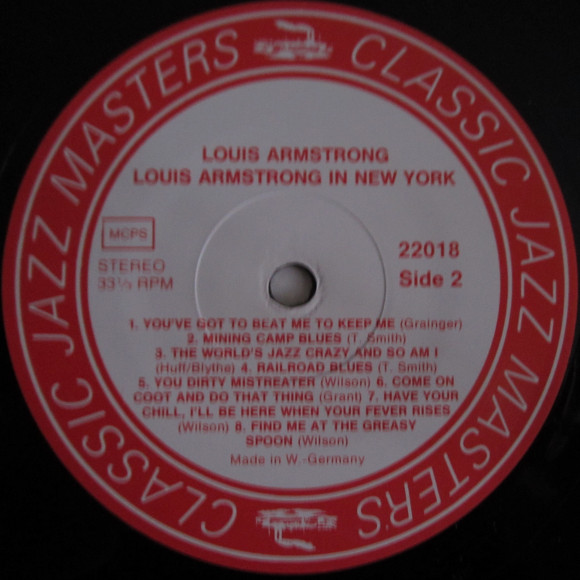 CLASSIC JAZZ MASTERS
CLASSIC JAZZ MASTERS
LOUIS ARMSTRONG
LOUIS ARMSTRONG IN NEW YORK
MCPS
22018
STEREO
Side 2
33⅓ RPM
1. YOU'VE GOT TO BEAT ME TO KEEP ME (Grainger)
2. MINING CAMP BLUES (T. Smith)
3. THE WORLD'S JAZZ CRAZY AND SO AM I
(Huff/Blythe) 4. RAILROAD BLUES (T. Smith)
5. YOU DIRTY MISTREATER (Wilson) 6. COME ON
COOT AND DO THAT THING (Grant) 7. HAVE YOUR
CHILL, I'LL BE HERE WHEN YOUR FEVER RISES
(Wilson) 8. FIND ME AT THE GREASY
SPOON (Wilson)
Made in W.-Germany